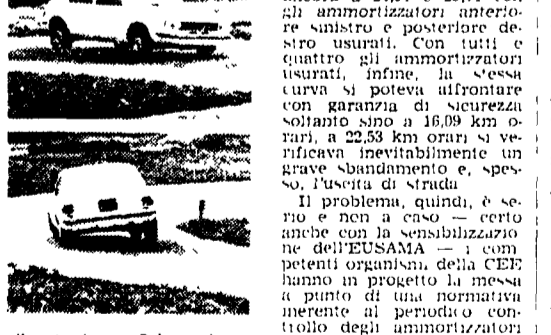 gli ammortizzatori anterio-
re sinistro e posteriore de-
stro usurati. Con tutti e
quattro gli ammortizzatori
usurati, infine, la stessa
curva si poteva affrontare
con garanzia di sicurezza
soltanto sino a 16,09 km o-
rari, a 22,53 km orari si ve-
rificava inevitabilmente un
grave sbandamento e, spes-
so, l'uscita di strada
Il problema, quindi, è se-
rio e non a caso — certo
anche con la sensibilizzazio
ne dell'EUSAMA — i com
petenti organismi della CEE
hanno in progetto la messa
a punto di una normativa
inerente al periodico con-
trollo degli ammortizzatori